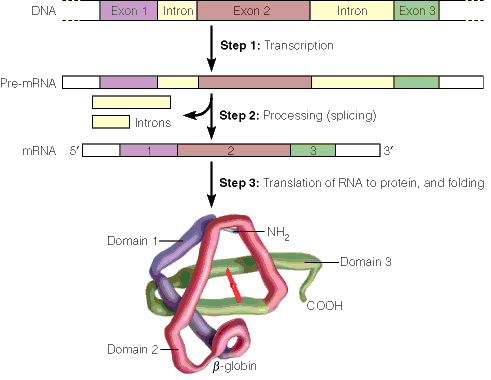 DNA Exon 1 Intron Exon 2 Intron Exon 3
Step 1: Transcription
Pre-mRNA
Introns
Step 2: Processing (splicing)
mRNA 5′ 1 2 3 3′
Step 3: Translation of RNA to protein, and folding
Domain 1
NH2
Domain 3
COOH
Domain 2
β-globin